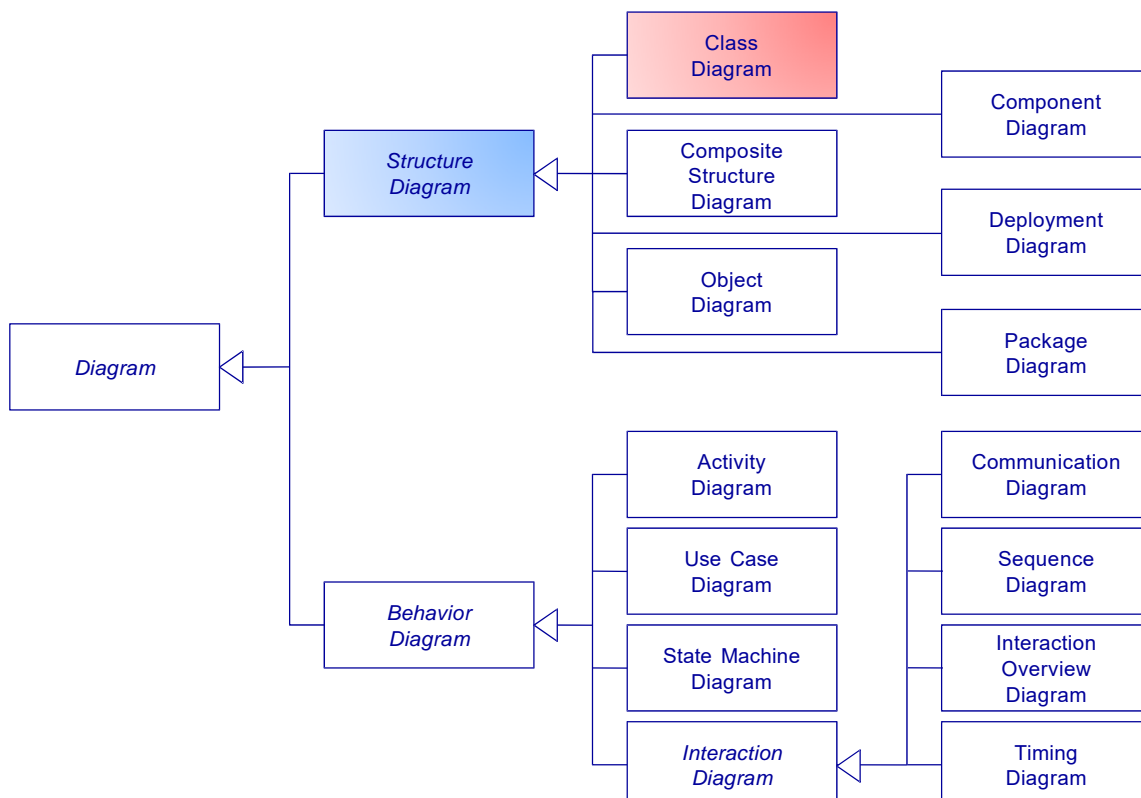 Class
Diagram
Component
Diagram
Structure
Diagram
Composite
Structure
Diagram
Deployment
Diagram
Object
Diagram
Package
Diagram
Diagram
Activity
Diagram
Communication
Diagram
Use Case
Diagram
Sequence
Diagram
Behavior
Diagram
State Machine
Diagram
Interaction
Overview
Diagram
Interaction
Diagram
Timing
Diagram